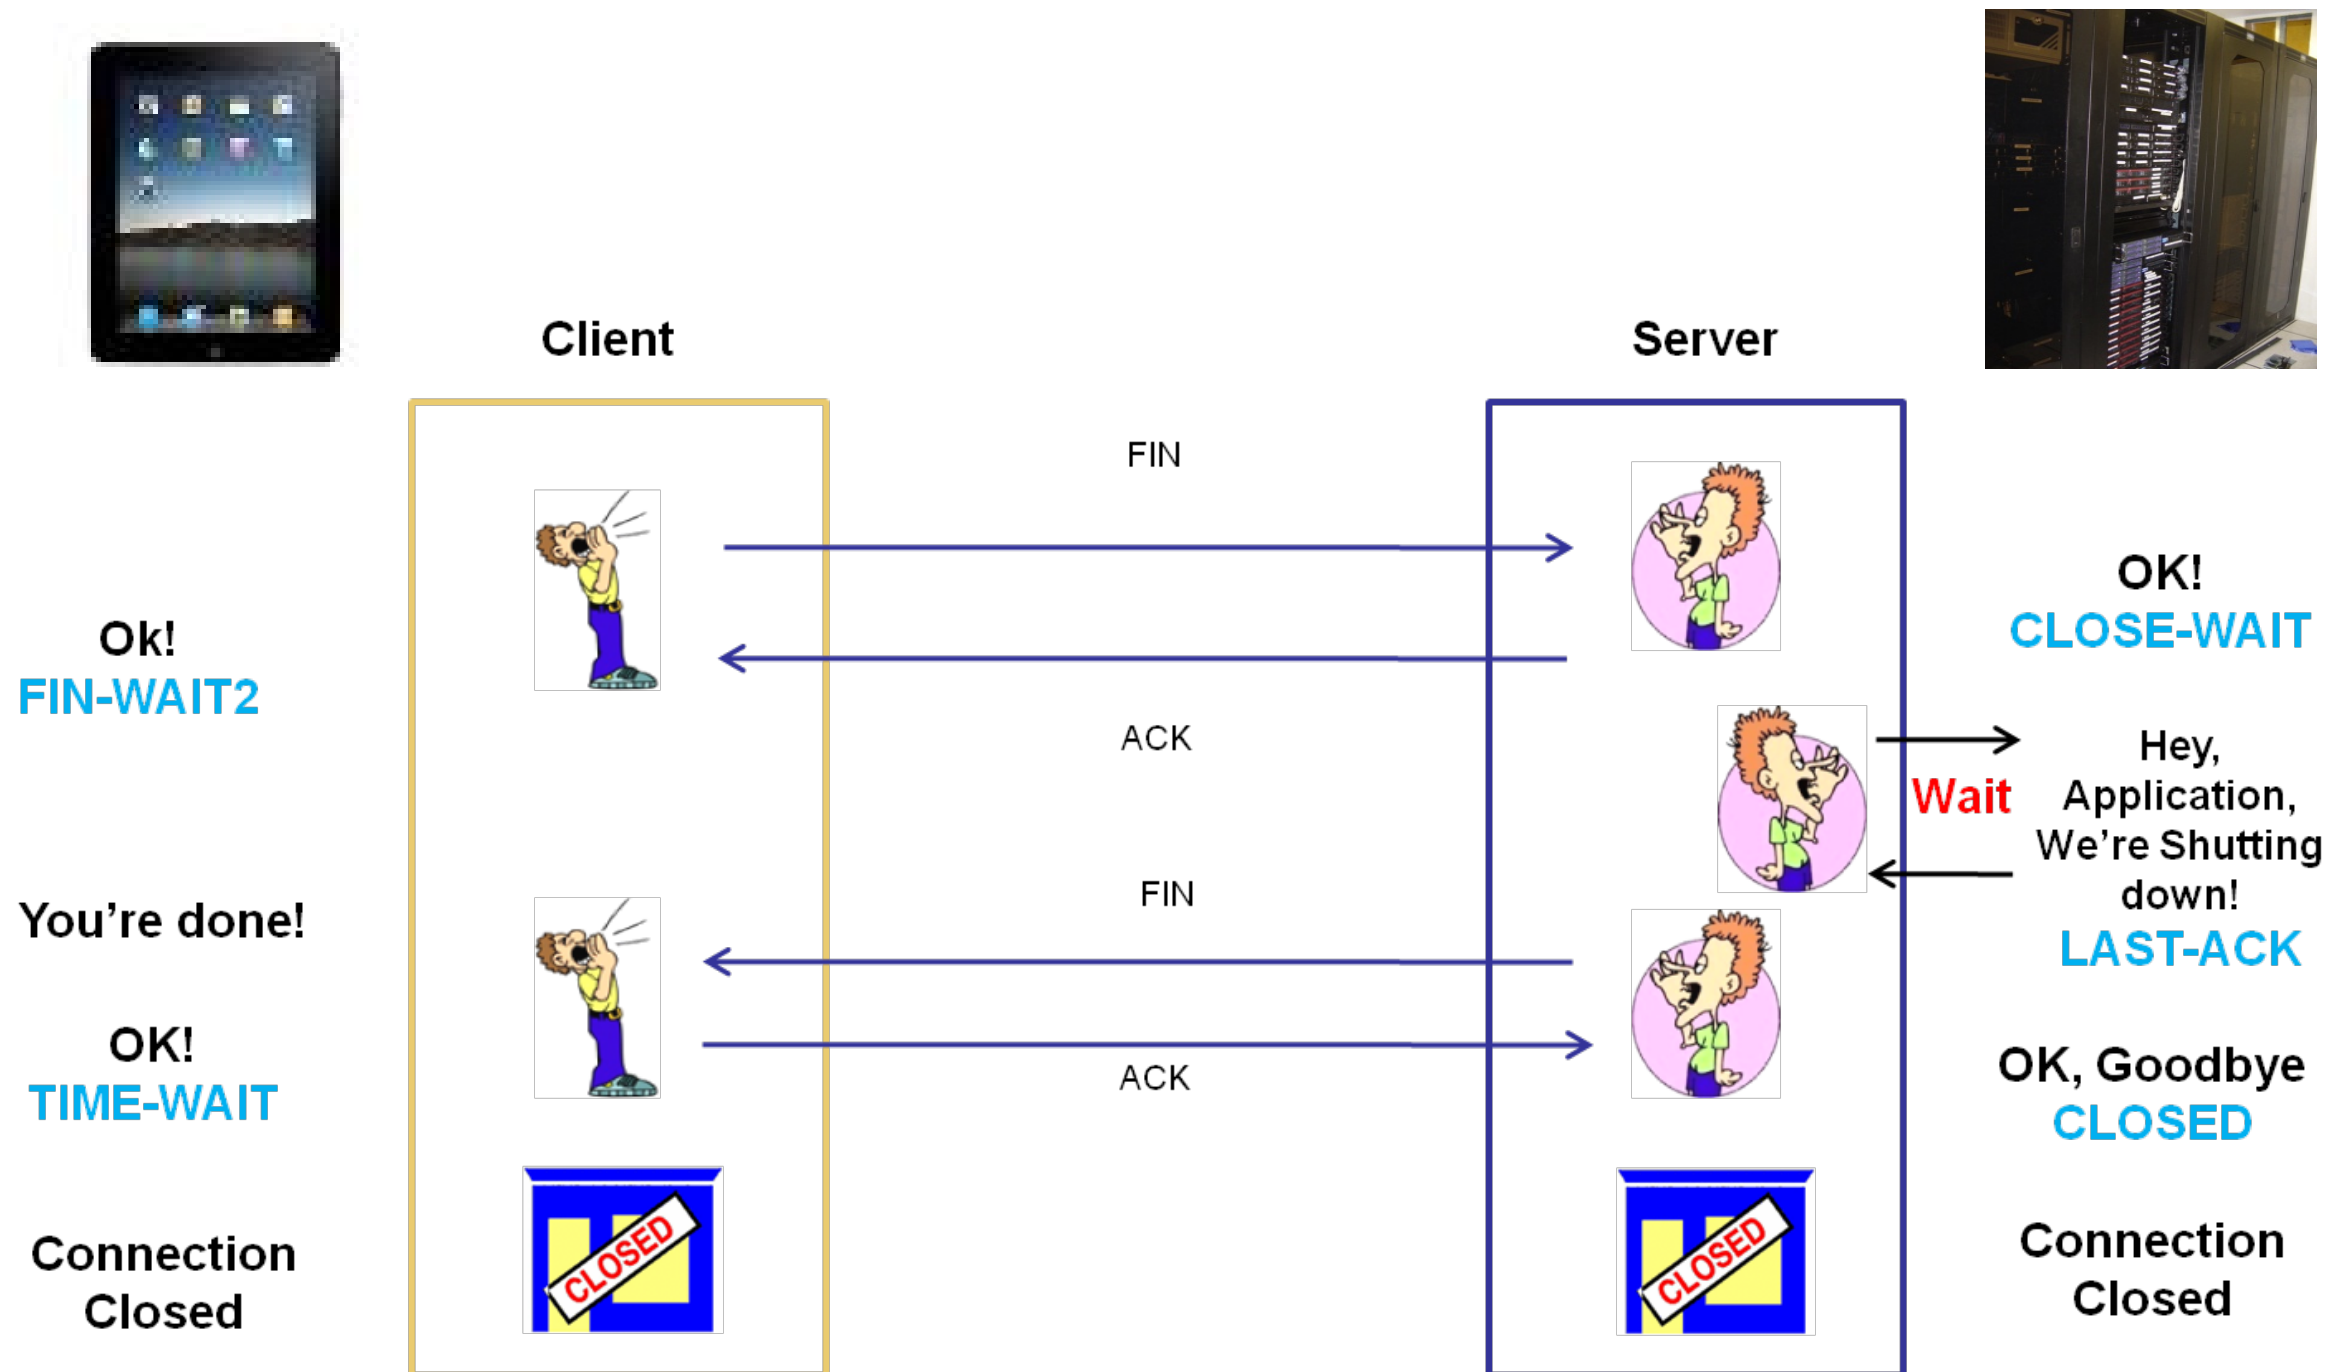 Client
Server
FIN
OK!
CLOSE-WAIT
Ok!
FIN-WAIT2
ACK
Hey,
Application,
We're Shutting
down!
Wait
LAST-ACK
FIN
You're done!
OK!
TIME-WAIT
ACK
OK, Goodbye
CLOSED
CLOSED
CLOSED
Connection
Closed
Connection
Closed